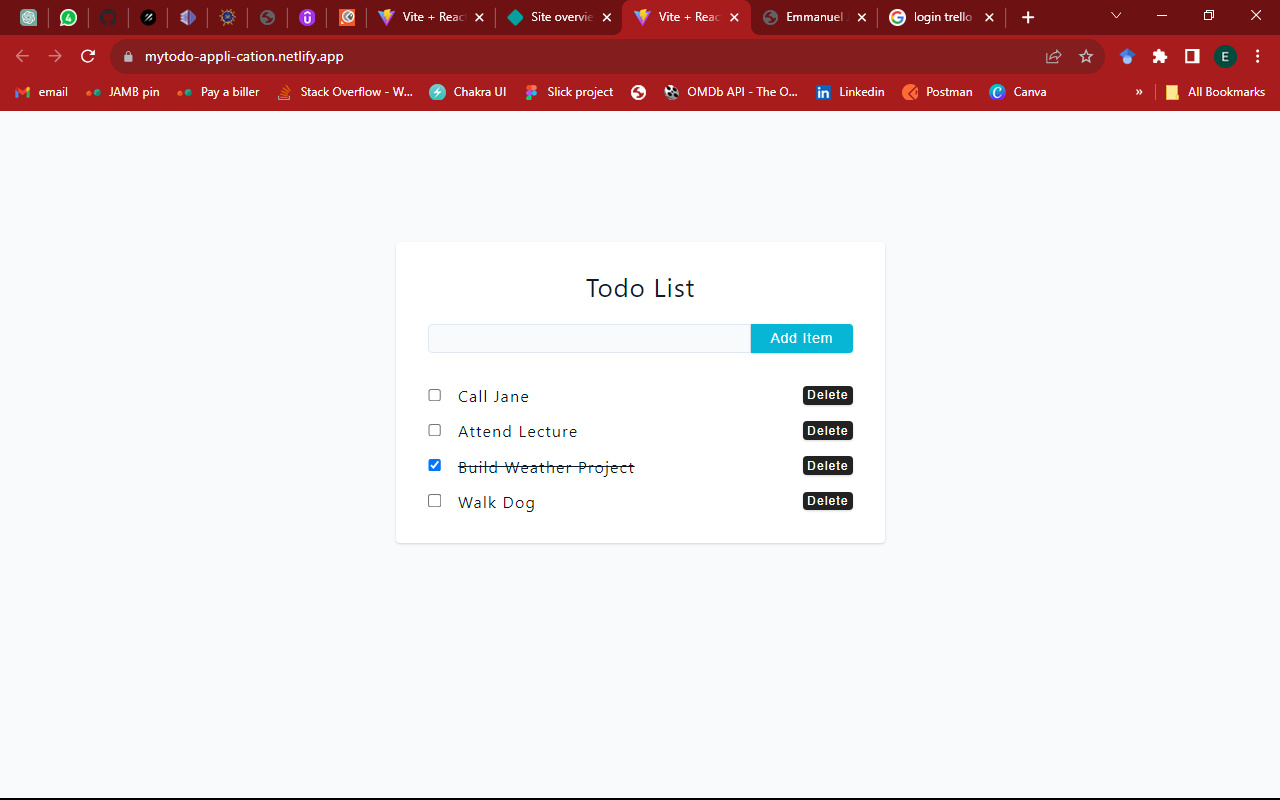 Vite + Reac
Site overvie
Vite + Reac
Emmanuel
login trello
mytodo-appli-cation.netlify.app
E
email
JAMB pin
Pay a biller
Stack Overflow - W...
Chakra UI
Slick project
OMDb API - The O...
Linkedin
Postman
Canva
»
All Bookmarks
Todo List
Add Item
Call Jane
Delete
Attend Lecture
Delete
Build Weather Project
Delete
Walk Dog
Delete